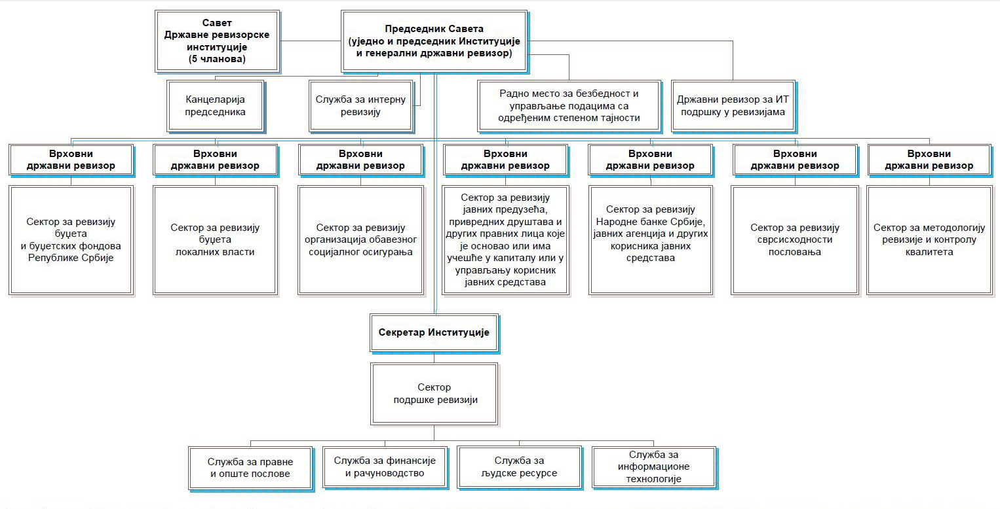 Савет
Државне ревизорске
институције
(5 чланова)
Председник Савета
(уједно и председник Институције
и генерални државни ревизор)
Канцеларија
председника
Служба за интерну
ревизију
Радно место за безбедност и
управљање подацима са
одређеним степеном тајности
Државни ревизор за ИТ
подршку у ревизијама
Врховни
државни ревизор
Врховни
државни ревизор
Врховни
државни ревизор
Врховни
државни ревизор
Врховни
државни ревизор
Врховни
државни ревизор
Врховни
државни ревизор
Сектор за ревизију
буџета
и буџетских фондова
Републике Србије
Сектор за ревизију
буџета
локалних власти
Сектор за ревизију
организација обавезног
социјалног осигурања
Сектор за ревизију
јавних предузећа,
привредних друштава и
других правних лица које
је основао или има
учешће у капиталу или у
управљању корисник
јавних средстава
Сектор за ревизију
Народне банке Србије,
јавних агенција и других
корисника јавних
средстава
Сектор за ревизију
сврсисходности
пословања
Сектор за методологију
ревизије и контролу
квалитета
Секретар Институције
Сектор
подршке ревизији
Служба за правне
и опште послове
Служба за финансије
и рачуноводство
Служба за
људске ресурсе
Служба за
информационе
технологије